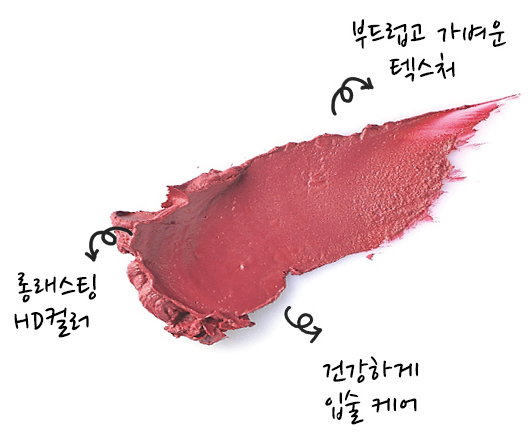 부드럽고 가벼운
텍스처
롱래스팅
HD컬러
건강하게
입술 케어